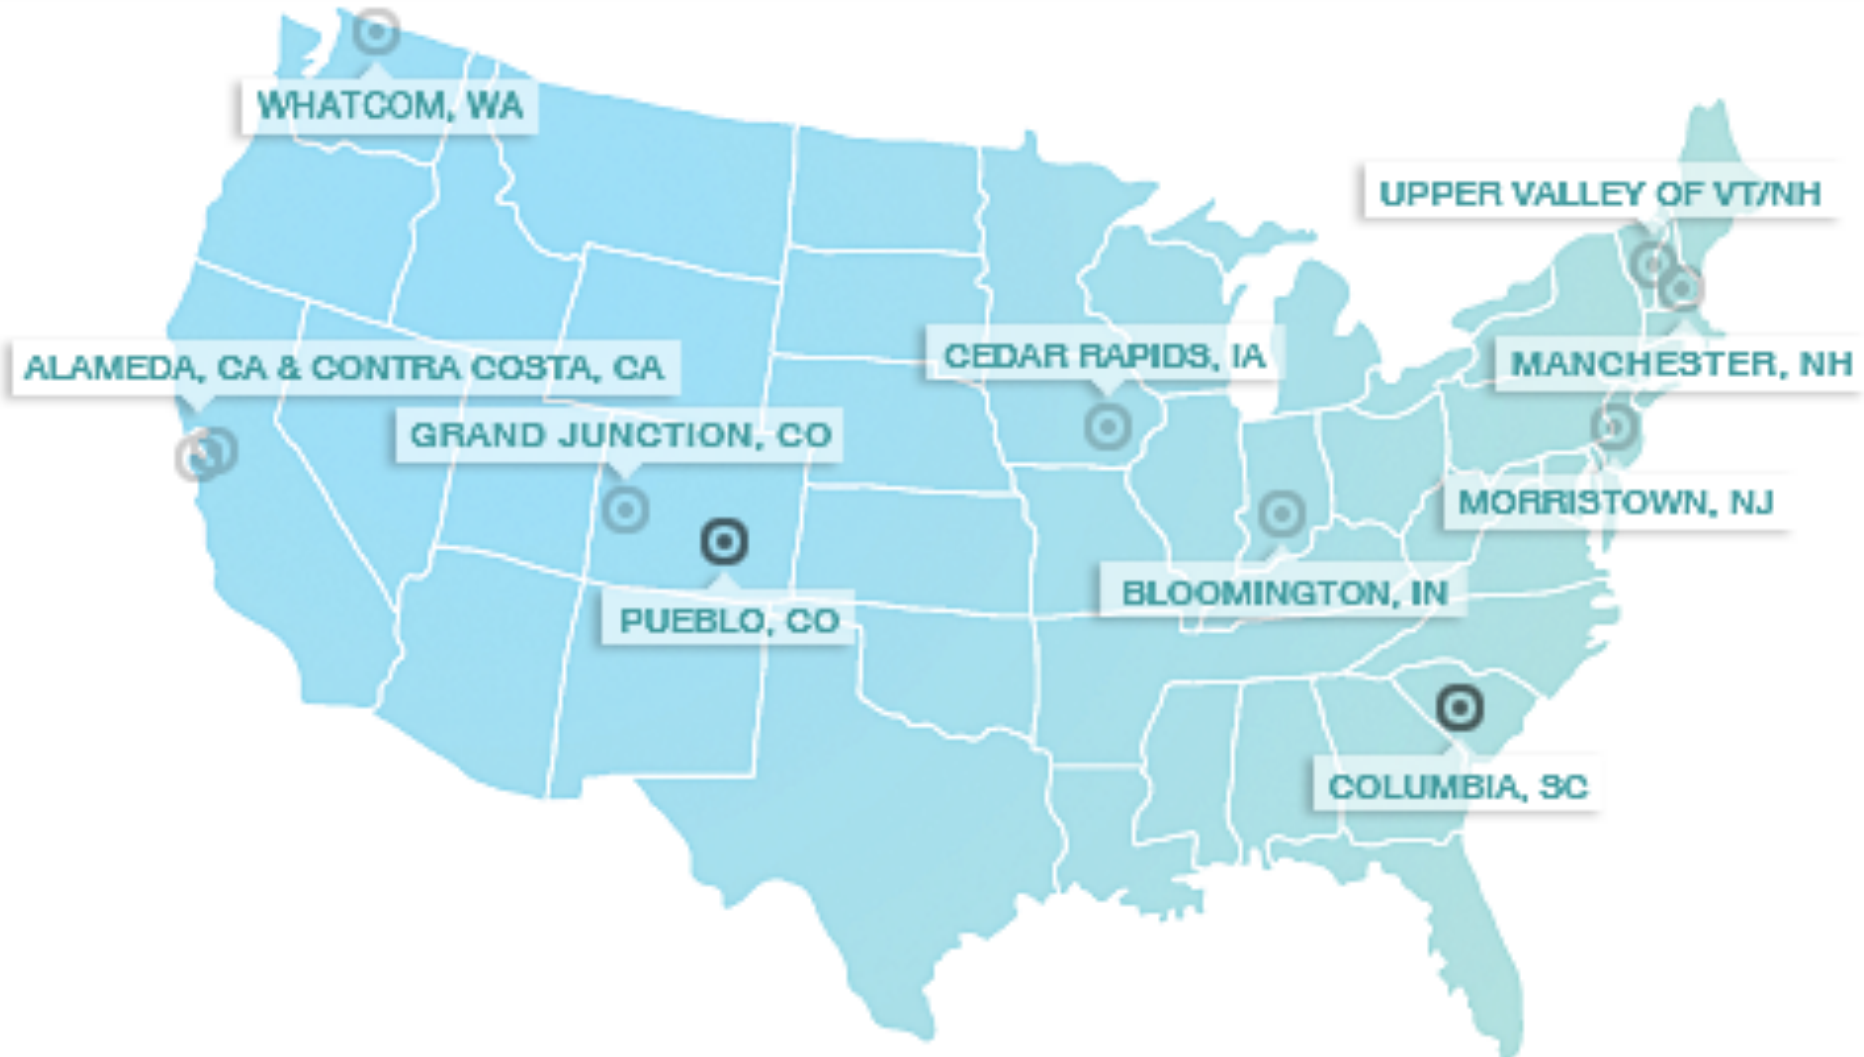 WHATCOM, WA
UPPER VALLEY OF VT/NH
ALAMEDA, CA & CONTRA COSTA, CA
CEDAR RAPIDS, IA
MANCHESTER, NH
GRAND JUNCTION, CO
MORRISTOWN, NJ
BLOOMINGTON, IN
PUEBLO, CO
COLUMBIA, SC